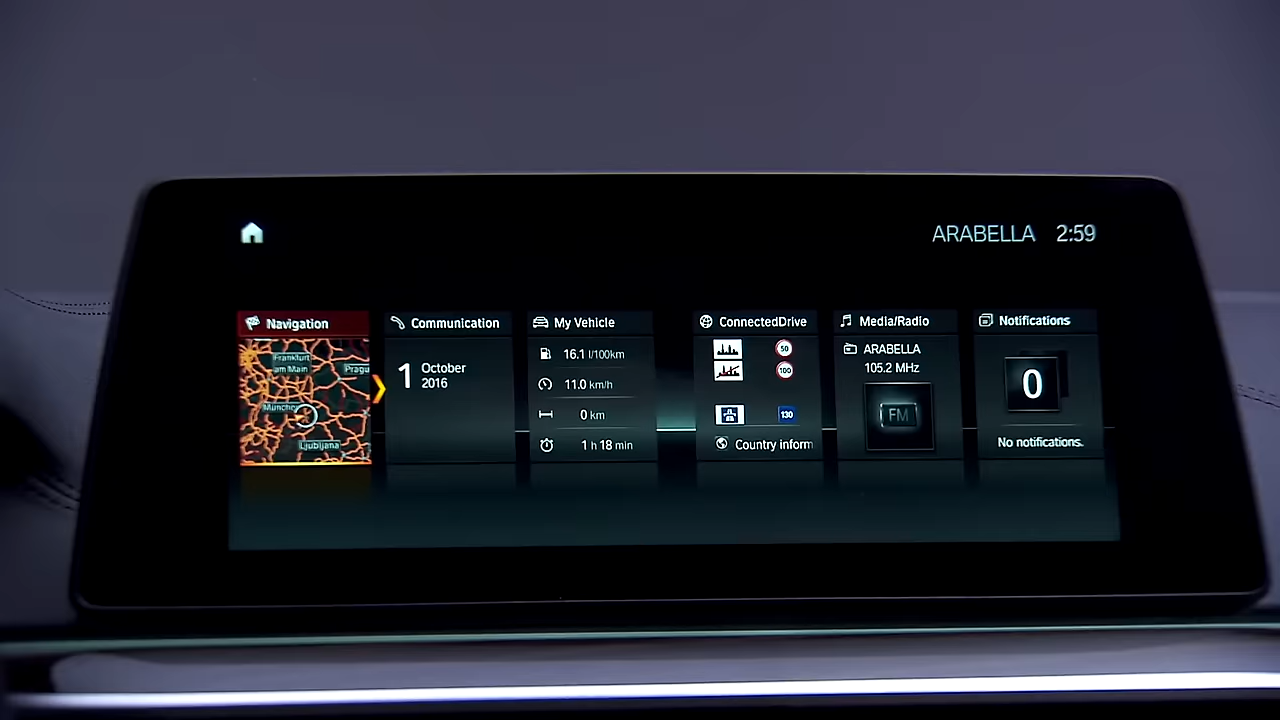 ARABELLA 2:59
Navigation
Frankfurt
am Main
Pragu
Münche
Ljubljana
Communication
1 October
2016
My Vehicle
16.1 l/100km
11.0 km/h
0 km
1 h 18 min
ConnectedDrive
50
100
130
Country inform
Media/Radio
ARABELLA
105.2 MHz
FM
Notifications
0
No notifications.